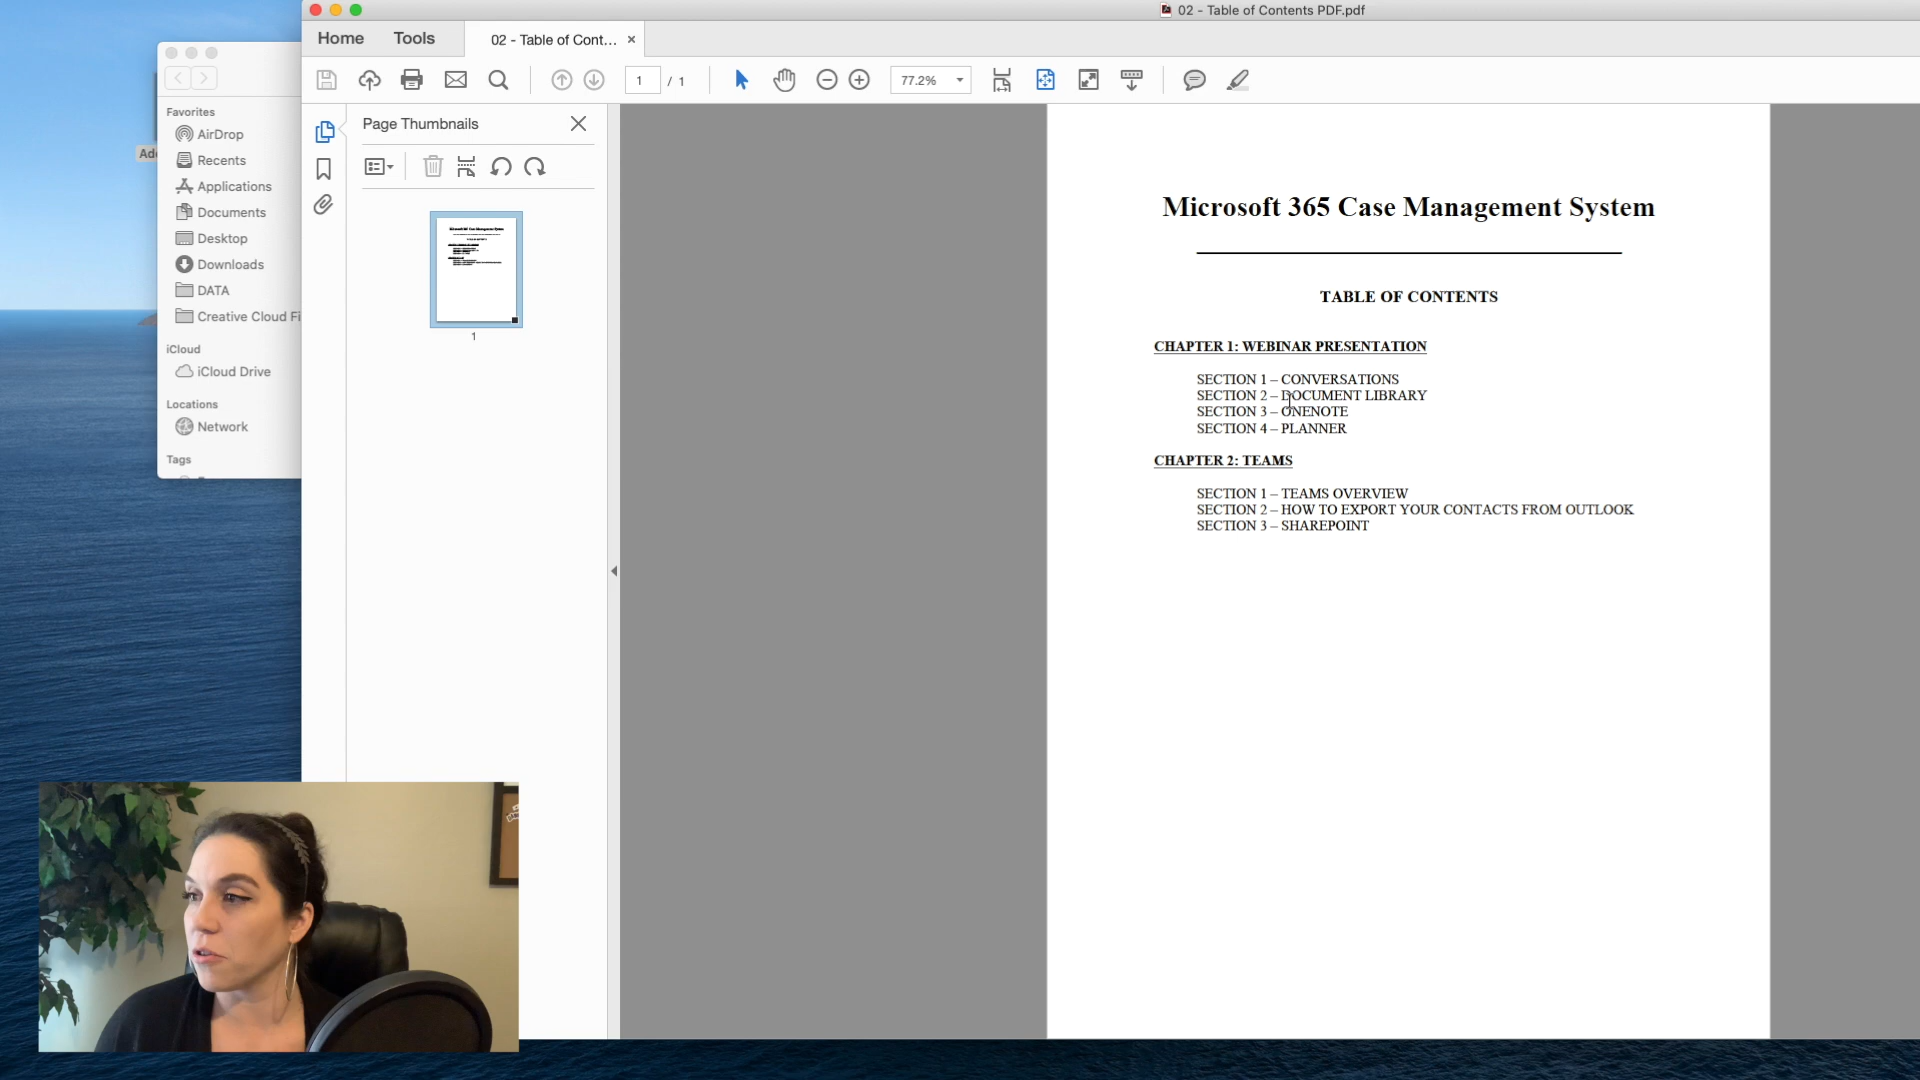 02 - Table of Contents PDF.pdf
Home
Tools
02 - Table of Cont...
1
/ 1
77.2%
Favorites
AirDrop
Recents
Applications
Documents
Desktop
Downloads
DATA
Creative Cloud Fi
iCloud
iCloud Drive
Locations
Network
Tags
Page Thumbnails
1
Microsoft 365 Case Management System
TABLE OF CONTENTS
CHAPTER 1: WEBINAR PRESENTATION
SECTION 1 – CONVERSATIONS
SECTION 2 – DOCUMENT LIBRARY
SECTION 3 – ONENOTE
SECTION 4 – PLANNER
CHAPTER 2: TEAMS
SECTION 1 – TEAMS OVERVIEW
SECTION 2 – HOW TO EXPORT YOUR CONTACTS FROM OUTLOOK
SECTION 3 – SHAREPOINT